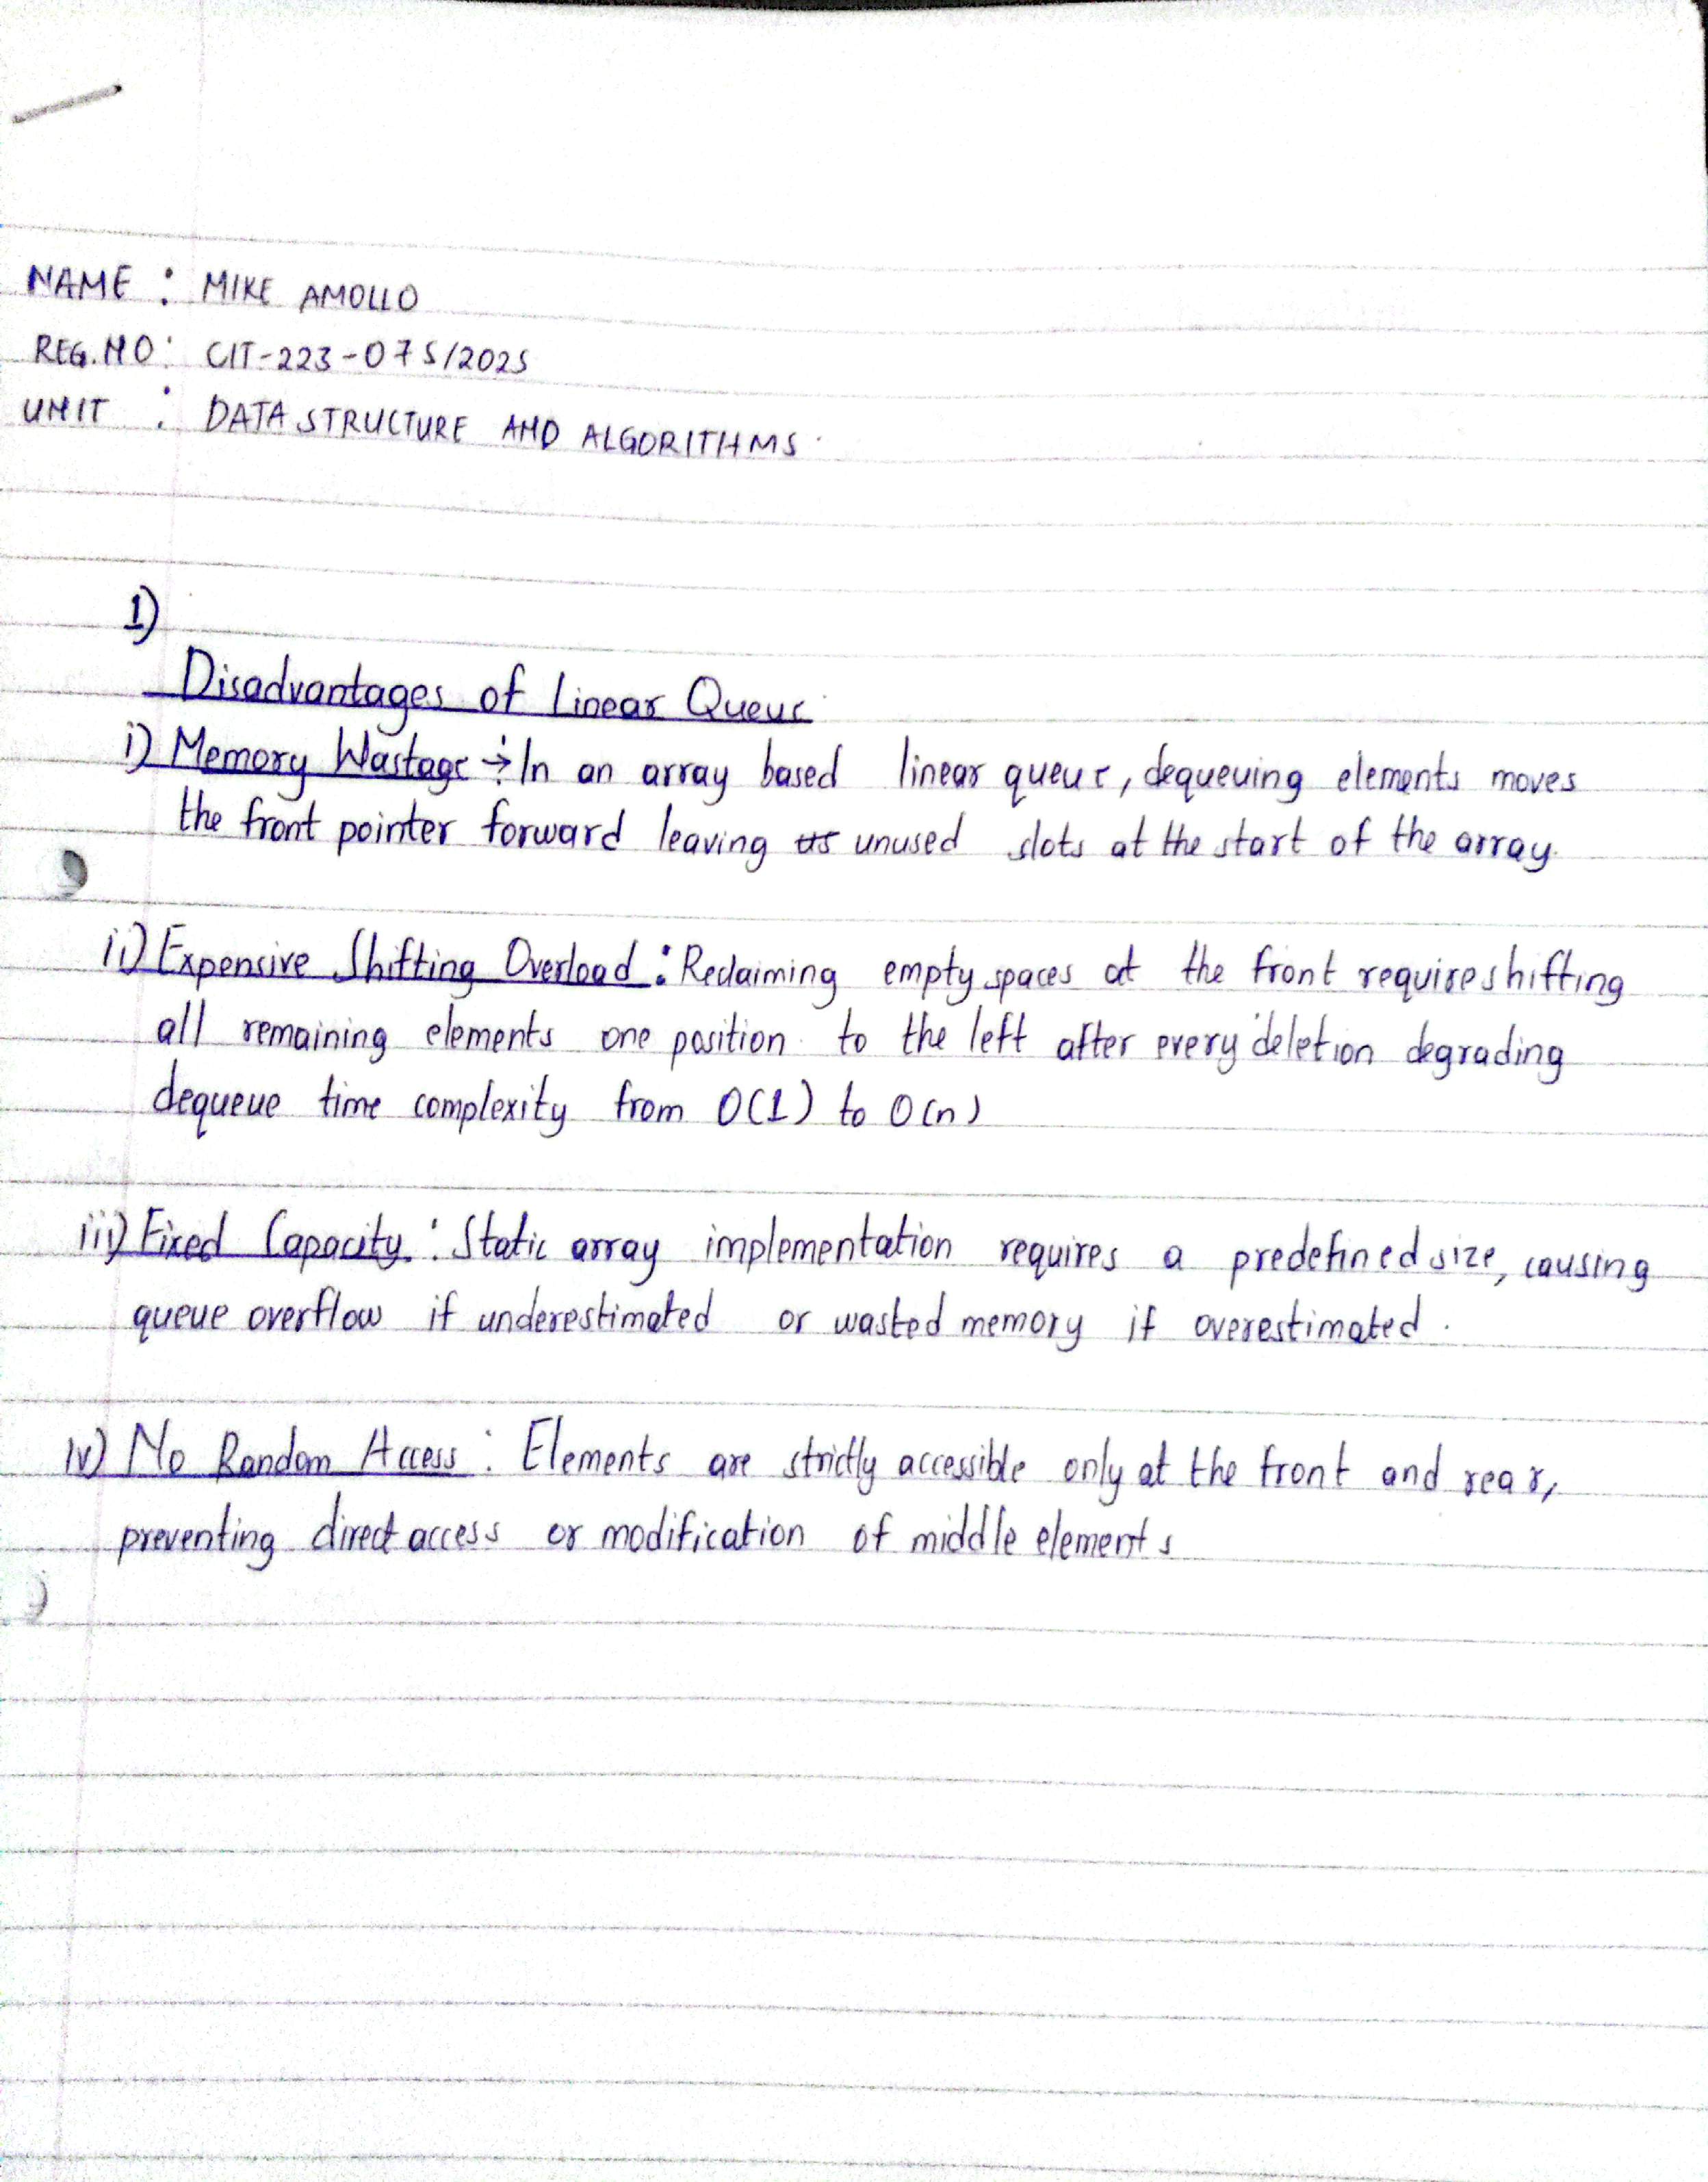 NAME : MIKE AMOLLO
REG.NO: CIT-223-075/2025
UNIT : DATA STRUCTURE AND ALGORITHMS.
1)
Disadvantages of Linear Queue
i) Memory Wastage → In an array based linear queue, dequeuing elements moves
the front pointer forward leaving unused slots at the start of the array.
ii) Expensive Shifting Overload : Reclaiming empty spaces at the front require shifting
all remaining elements one position to the left after every deletion degrading
dequeue time complexity from O(1) to O(n)
iii) Fixed Capacity : Static array implementation requires a predefined size, causing
queue overflow if underestimated or wasted memory if overestimated.
iv) No Random Access : Elements are strictly accessible only at the front and rear,
preventing direct access or modification of middle elements